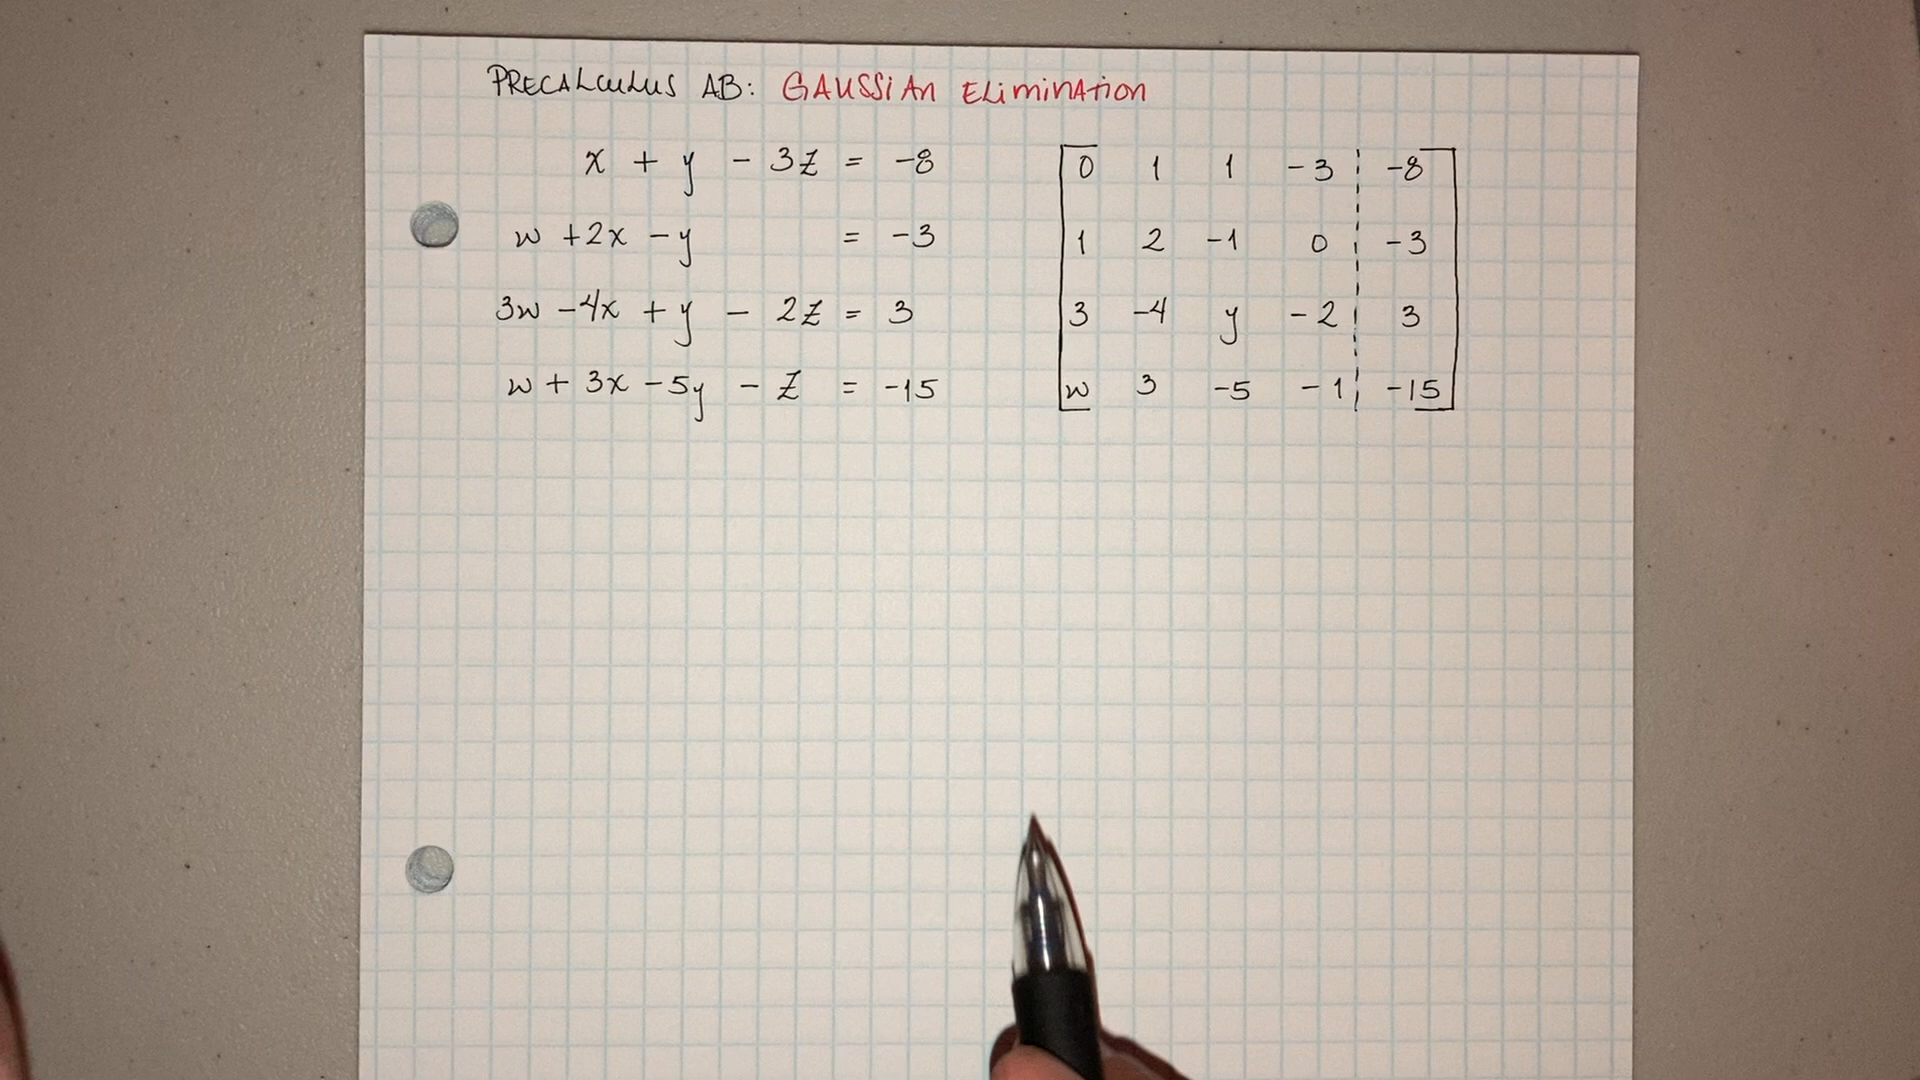 PRECALCULUS AB: GAUSSIAN ELIMINATION
x + y - 3z = -8
w + 2x - y = -3
3w - 4x + y - 2z = 3
w + 3x - 5y - z = -15
0 1 1 -3 -8
1 2 -1 0 -3
3 -4 y -2 3
w 3 -5 -1 -15